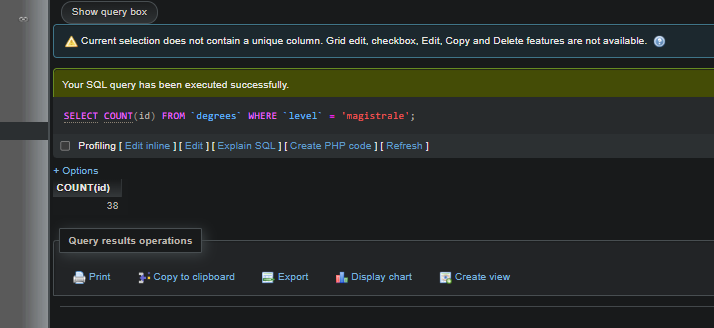 Show query box
Current selection does not contain a unique column. Grid edit, checkbox, Edit, Copy and Delete features are not available.
Your SQL query has been executed successfully.
SELECT COUNT(id) FROM `degrees` WHERE `level` = 'magistrale';
Profiling [ Edit inline ] [ Edit ] [ Explain SQL ] [ Create PHP code ] [ Refresh ]
+ Options
COUNT(id)
38
Query results operations
Print Copy to clipboard Export Display chart Create view